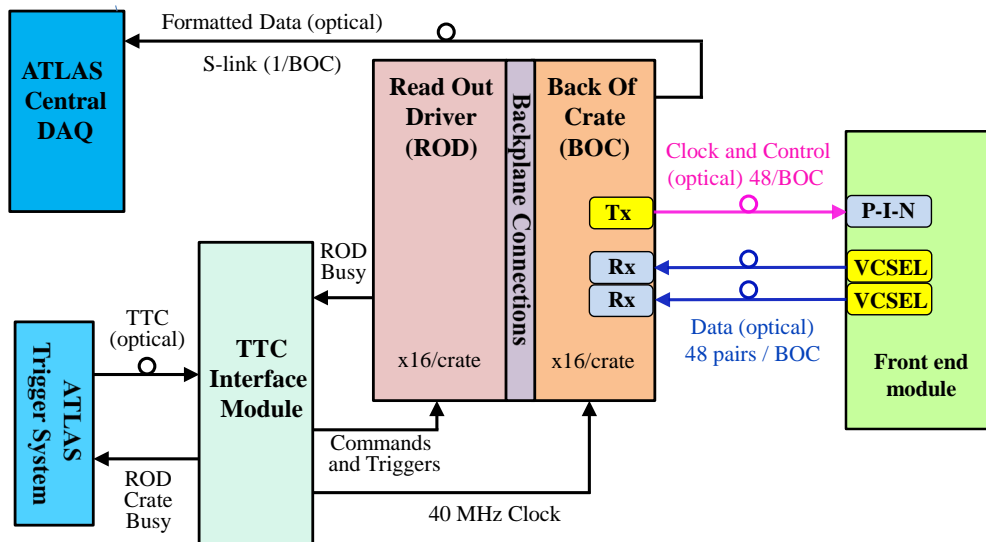 Formatted Data (optical)
S-link (1/BOC)
ATLAS
Central
DAQ
Read Out
Driver
(ROD)
x16/crate
Backplane Connections
Back Of
Crate
(BOC)
Tx
Rx
Rx
x16/crate
Clock and Control
(optical) 48/BOC
P-I-N
VCSEL
VCSEL
Data (optical)
48 pairs / BOC
Front end
module
ROD
Busy
TTC
(optical)
TTC
Interface
Module
ATLAS
Trigger System
Commands
and Triggers
ROD
Crate
Busy
40 MHz Clock